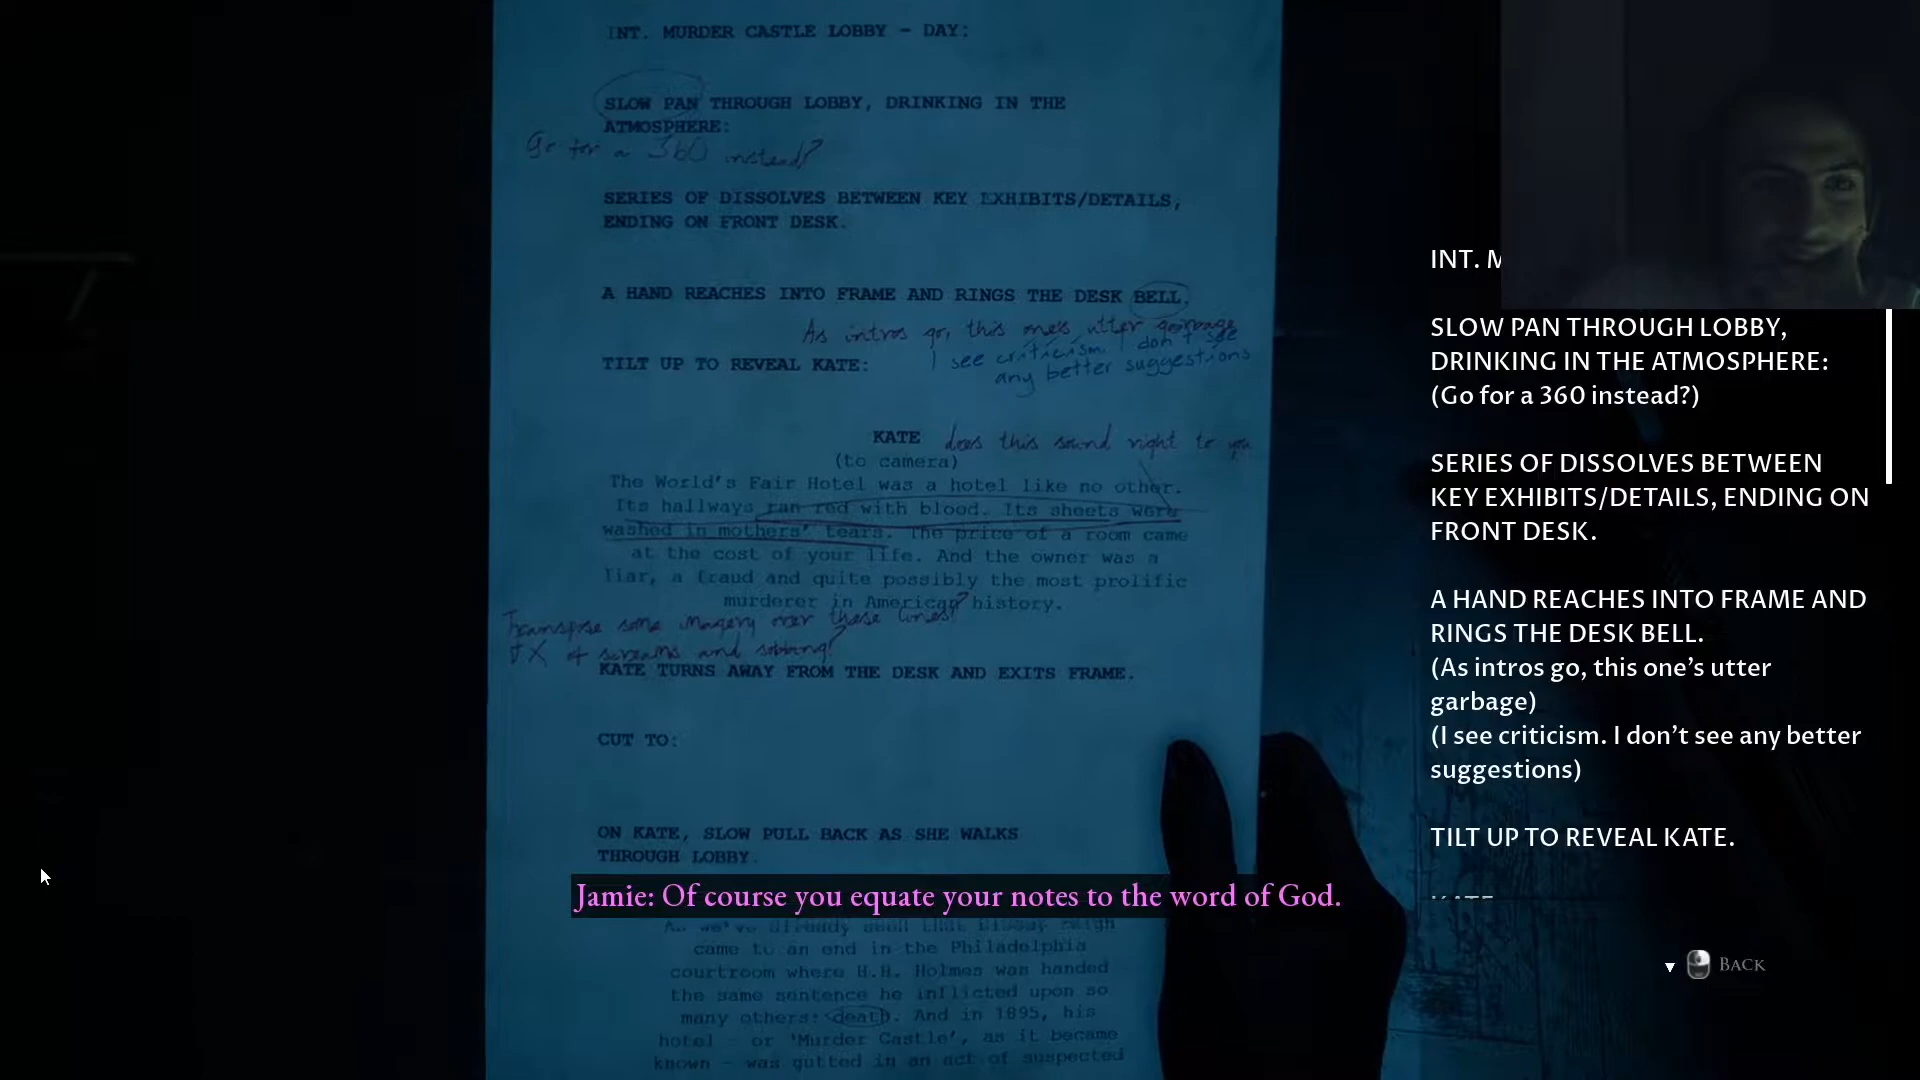 INT. MURDER CASTLE LOBBY - DAY:
SLOW PAN THROUGH LOBBY, DRINKING IN THE
ATMOSPHERE:
Go for a 360 instead?
SERIES OF DISSOLVES BETWEEN KEY EXHIBITS/DETAILS,
ENDING ON FRONT DESK.
A HAND REACHES INTO FRAME AND RINGS THE DESK BELL.
As intros go, this one's utter garbage
I see criticism. I don't see
any better suggestions
TILT UP TO REVEAL KATE:
KATE does this sound right to you
(to camera)
The World's Fair Hotel was a hotel like no other.
Its hallways ran red with blood. Its sheets were
washed in mothers' tears. The price of a room came
at the cost of your life. And the owner was a
liar, a fraud and quite possibly the most prolific
murderer in American history.
Transpose some imagery over these lines?
FX of screams and sobbing?
KATE TURNS AWAY FROM THE DESK AND EXITS FRAME.
CUT TO:
ON KATE, SLOW PULL BACK AS SHE WALKS
THROUGH LOBBY.
Jamie: Of course you equate your notes to the word of God.
came to an end in the Philadelphia
courtroom where H.H. Holmes was handed
the same sentence he inflicted upon so
many others: death. And in 1895, his
hotel - or 'Murder Castle', as it became
known - was gutted in an act of suspected
INT. M
SLOW PAN THROUGH LOBBY,
DRINKING IN THE ATMOSPHERE:
(Go for a 360 instead?)
SERIES OF DISSOLVES BETWEEN
KEY EXHIBITS/DETAILS, ENDING ON
FRONT DESK.
A HAND REACHES INTO FRAME AND
RINGS THE DESK BELL.
(As intros go, this one's utter
garbage)
(I see criticism. I don't see any better
suggestions)
TILT UP TO REVEAL KATE.
KATE
BACK